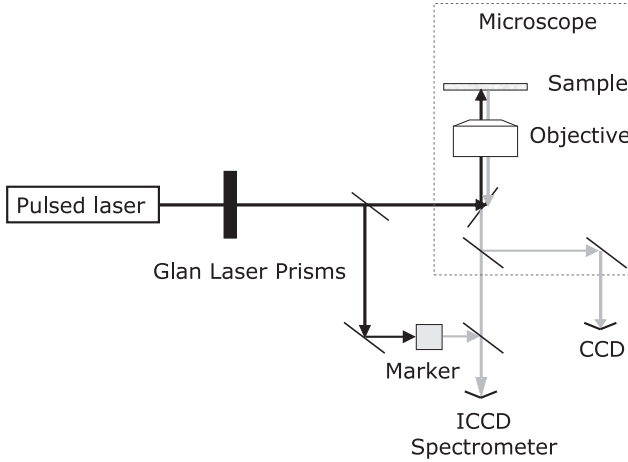 Microscope
Sample
Objective
Pulsed laser
Glan Laser Prisms
CCD
Marker
ICCD
Spectrometer